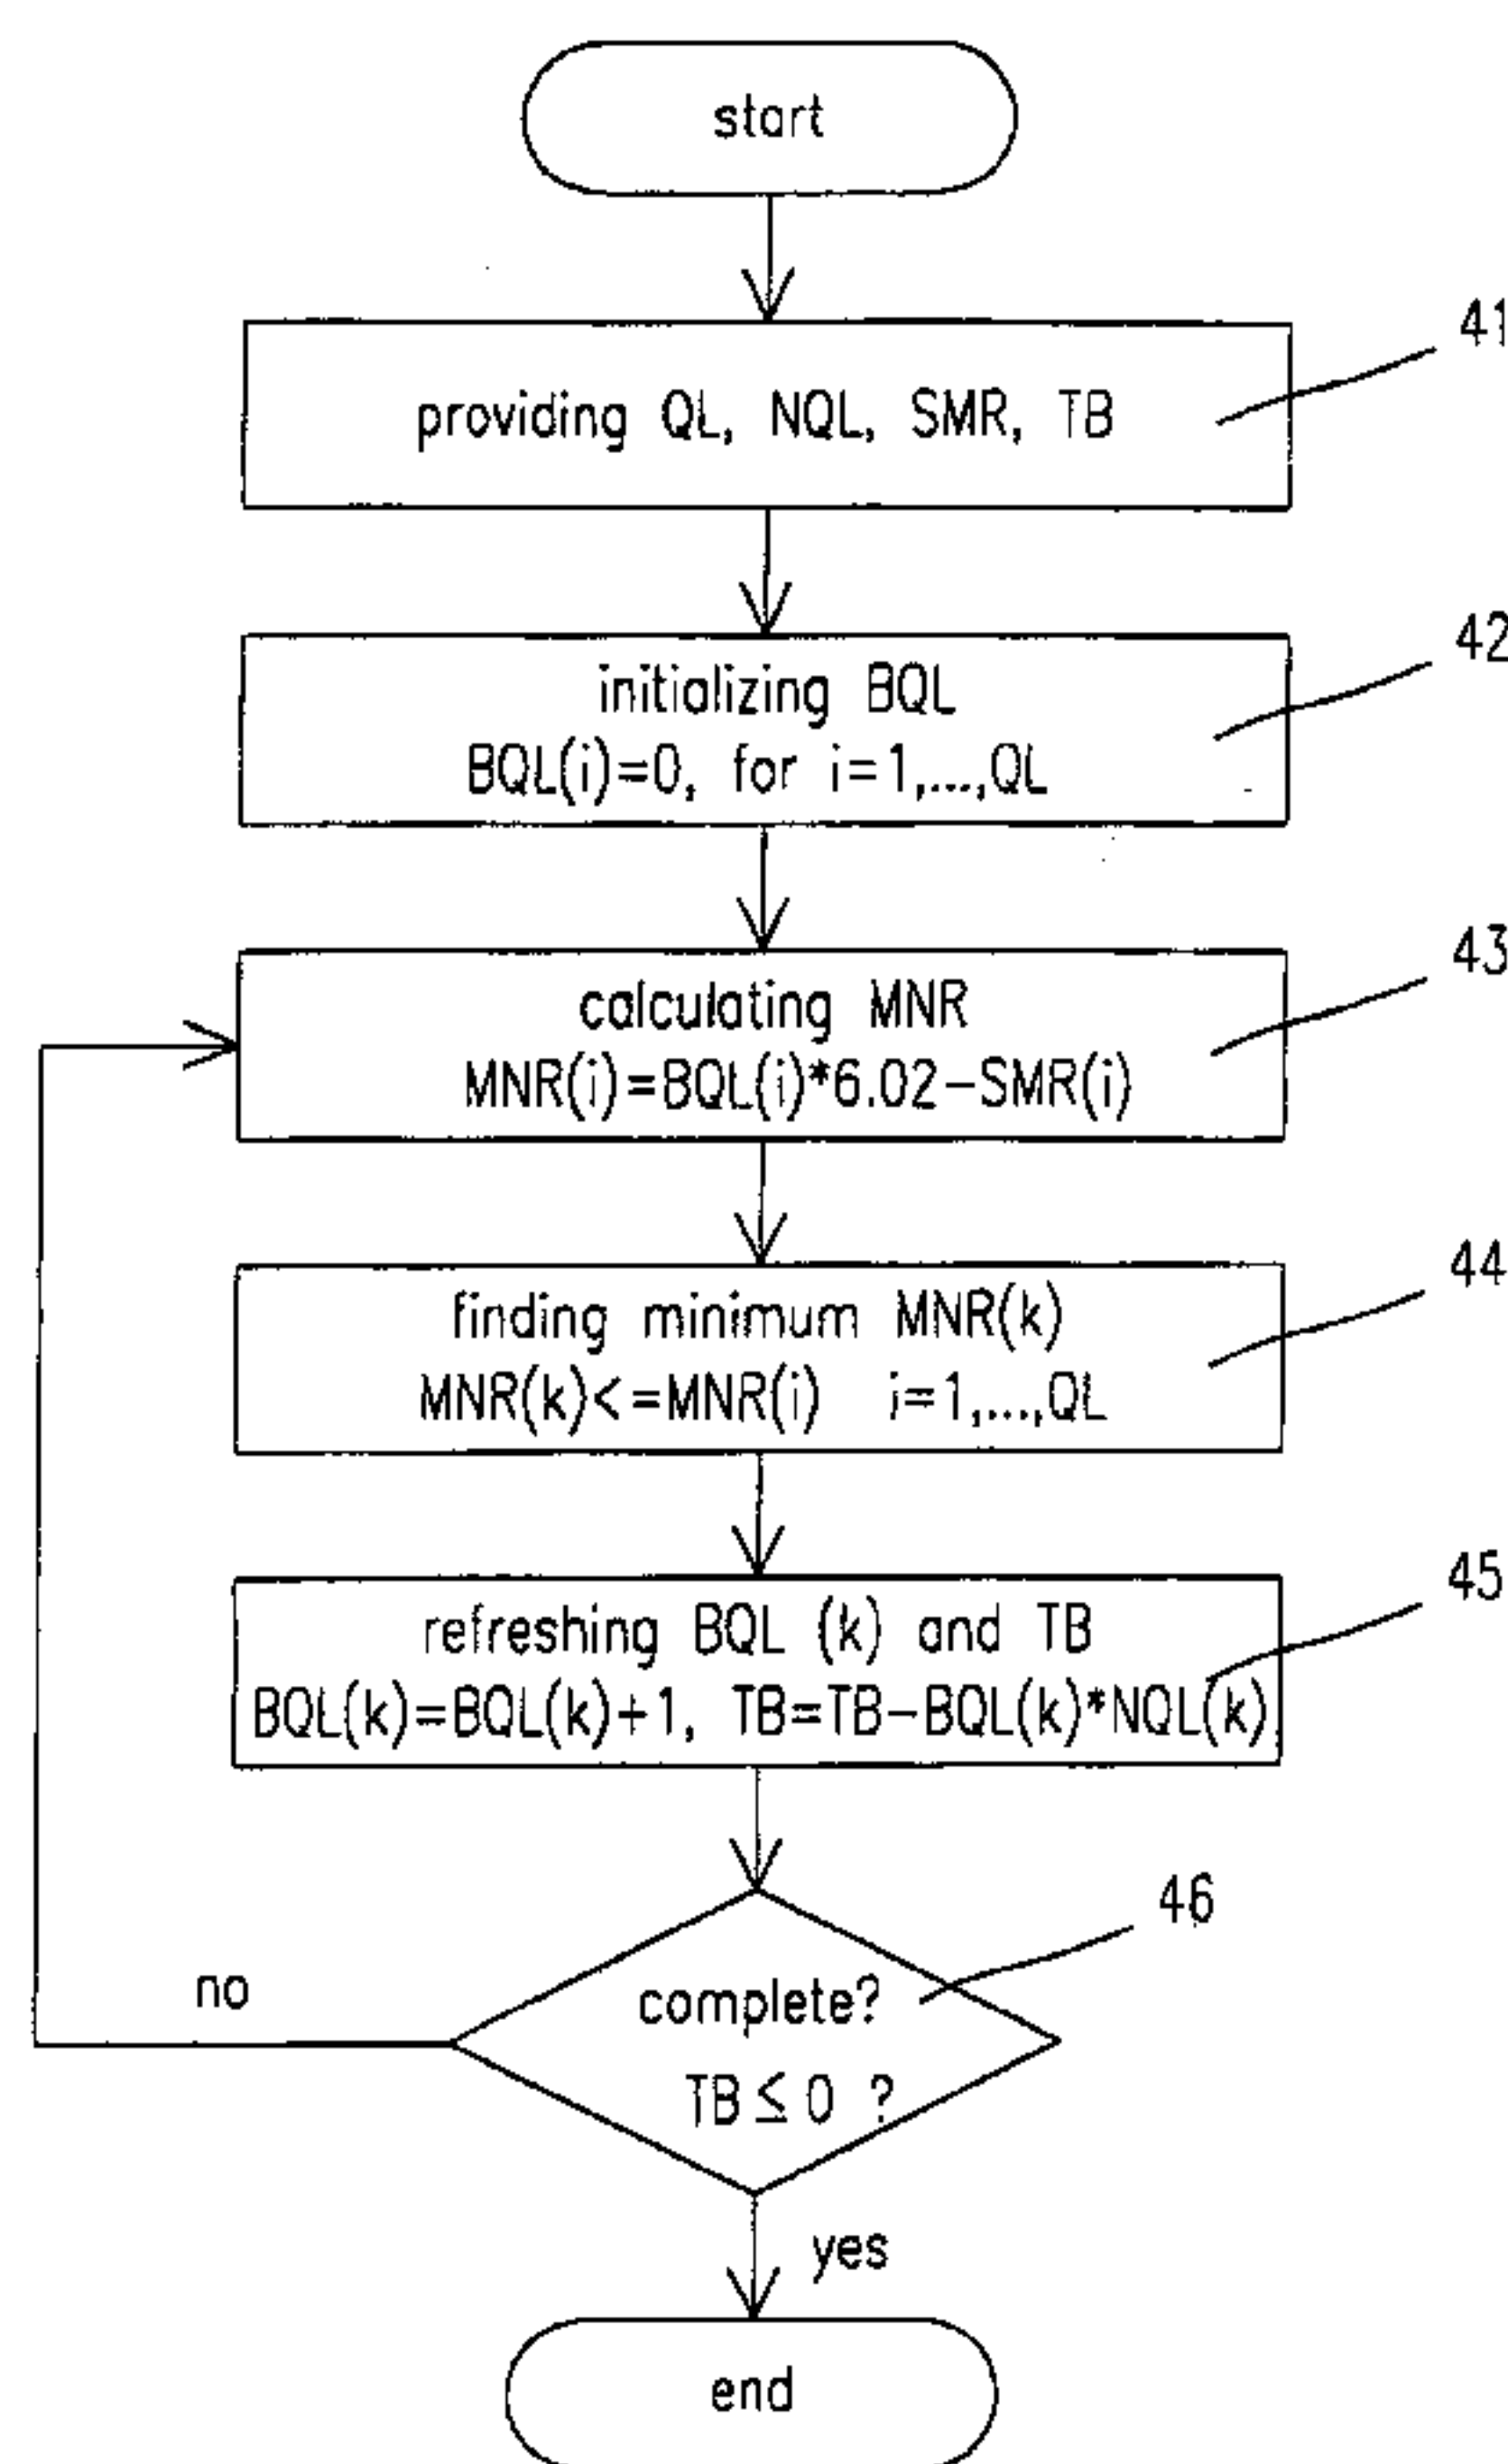 start
41
providing QL, NQL, SMR, TB
42
initializing BQL
BQL(i)=0, for i=1,...,QL
43
calculating MNR
MNR(i)=BQL(i)*6.02-SMR(i)
44
finding minimum MNR(k)
MNR(k)<=MNR(i) i=1,...,QL
45
refreshing BQL (k) and TB
BQL(k)=BQL(k)+1, TB=TB-BQL(k)*NQL(k)
46
no
complete?
TB≤0 ?
yes
end